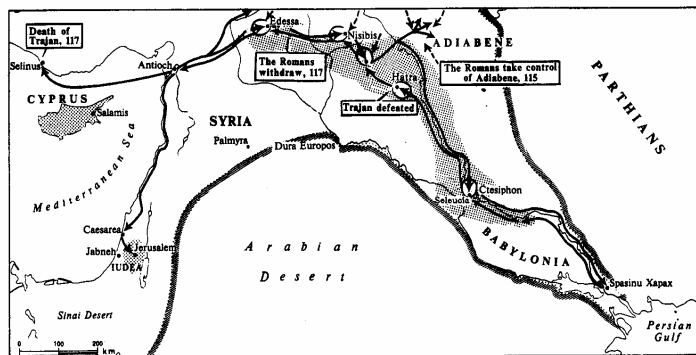 Death of
Trajan, 117
Selinus
Antioch
Edessa
Nisibis
ADIABENE
The Romans
withdraw, 117
The Romans take control
of Adiabene, 115
Hatra
Trajan defeated
PARTHIANS
CYPRUS
Salamis
SYRIA
Palmyra
Dura Europos
Mediterranean Sea
Ctesiphon
Seleucia
BABYLONIA
Caesarea
Jabneh
Jerusalem
IUDEA
Arabian
Desert
Spasinu Xapax
Sinai Desert
Persian
Gulf
0 100 200
km